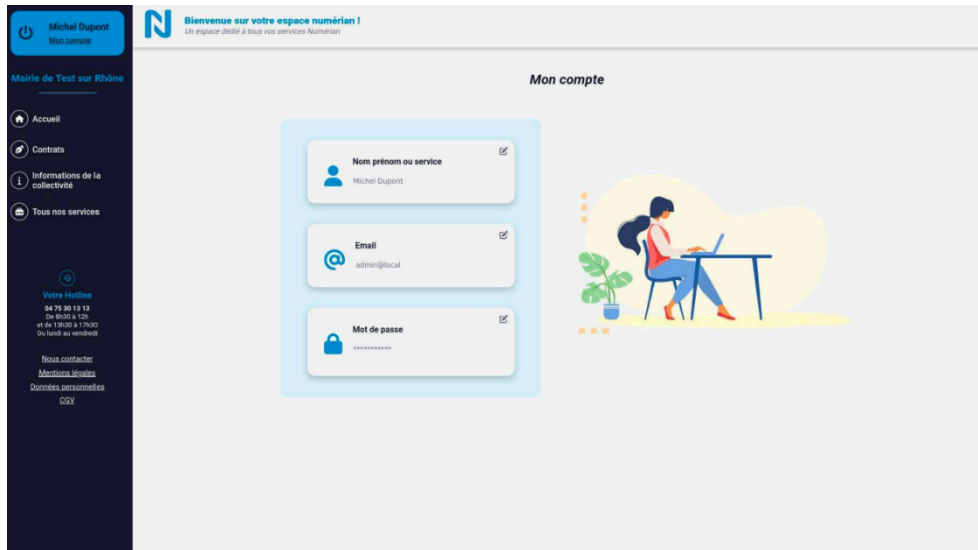 Michel Dupont
Mon compte
Mairie de Test sur Rhône
Accueil
Contrats
Informations de la
collectivité
Tous nos services
Votre Hotline
04 75 30 13 13
De 8h30 à 12h
et de 13h30 à 17h30
Du lundi au vendredi
Nous contacter
Mentions légales
Données personnelles
CGV
N
Bienvenue sur votre espace numérian !
Un espace dédié à tous vos services Numérian
Mon compte
Nom prénom ou service
Michel Dupont
Email
admin@local
Mot de passe
***********